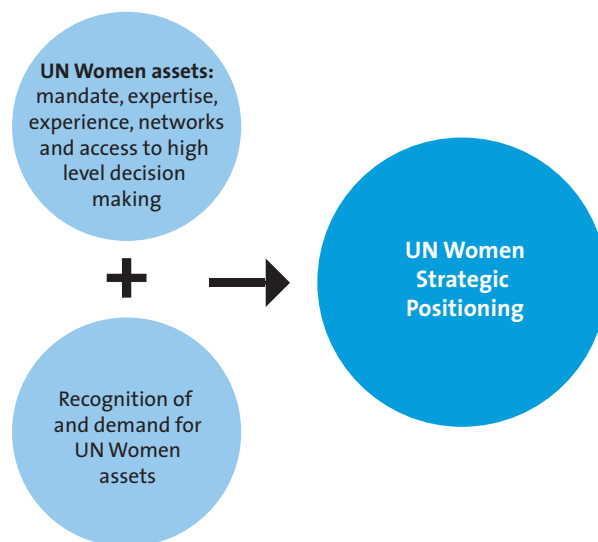 UN Women assets:
mandate, expertise,
experience, networks
and access to high
level decision
making
+
Recognition of
and demand for
UN Women
assets
UN Women
Strategic
Positioning